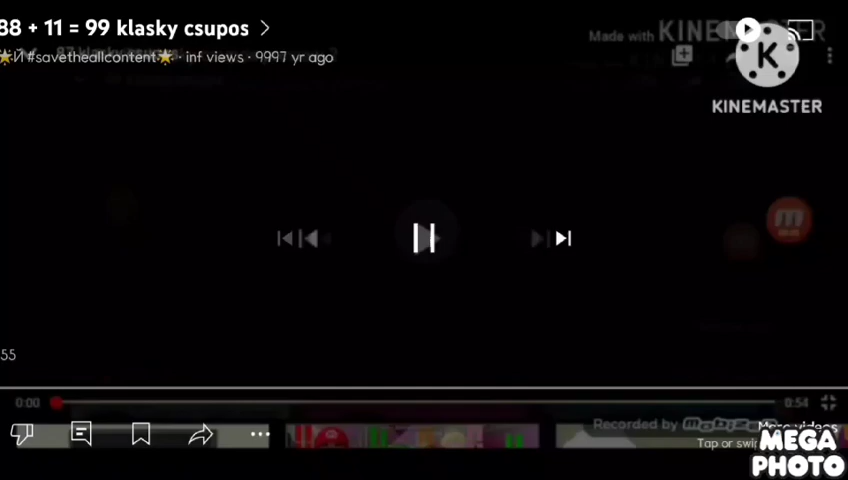 88 + 11 = 99 klasky csupos
Made with KINEMASTER
И #savetheallcontent · inf views · 9997 yr ago
K
KINEMASTER
55
0:00
0:54
Recorded by
More videos
Tap or swi
MEGA
PHOTO